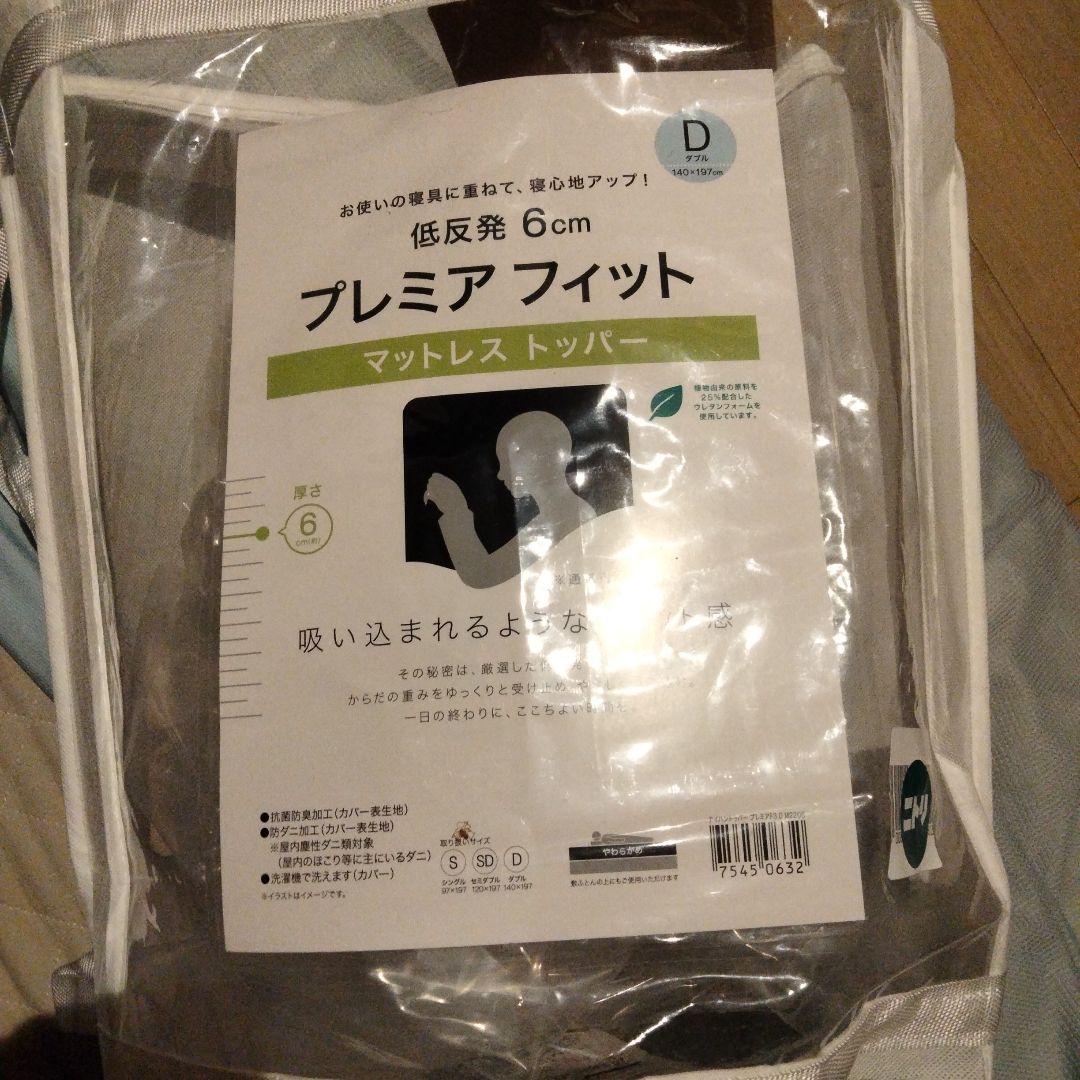 D
ダブル
140×197cm
お使いの寝具に重ねて、寝心地アップ!
低反発 6cm
プレミア フィット
マットレス トッパー
植物由来の原料を
25%配合した
ウレタンフォームを
使用しています。
厚さ
6
cm(約)
※通
吸い込まれるような ト感
その秘密は、厳選した
からだの重みをゆっくりと受け止め
一日の終わりに、ここちよい時間を。
●抗菌防臭加工(カバー表生地)
●防ダニ加工(カバー表生地)
※屋内塵性ダニ類対象
(屋内のほこり等に主にいるダニ)
●洗濯機で洗えます(カバー)
※イラストはイメージです。
取り扱いサイズ
S SD D
シングル セミダブル ダブル
97×197 120×197 140×197
やわらかめ
敷ふとんの上にもご使用いただけます
7545 0632
ニトリ